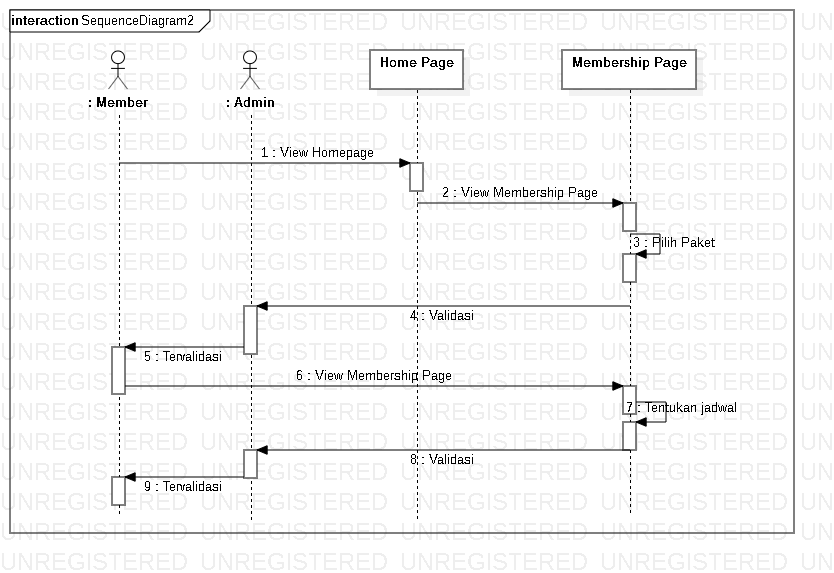 interaction SequenceDiagram2
: Member
: Admin
Home Page
Membership Page
1 : View Homepage
2 : View Membership Page
3 : Pilih Paket
4 : Validasi
5 : Tervalidasi
6 : View Membership Page
7 : Tentukan jadwal
8 : Validasi
9 : Tervalidasi
UNREGISTERED